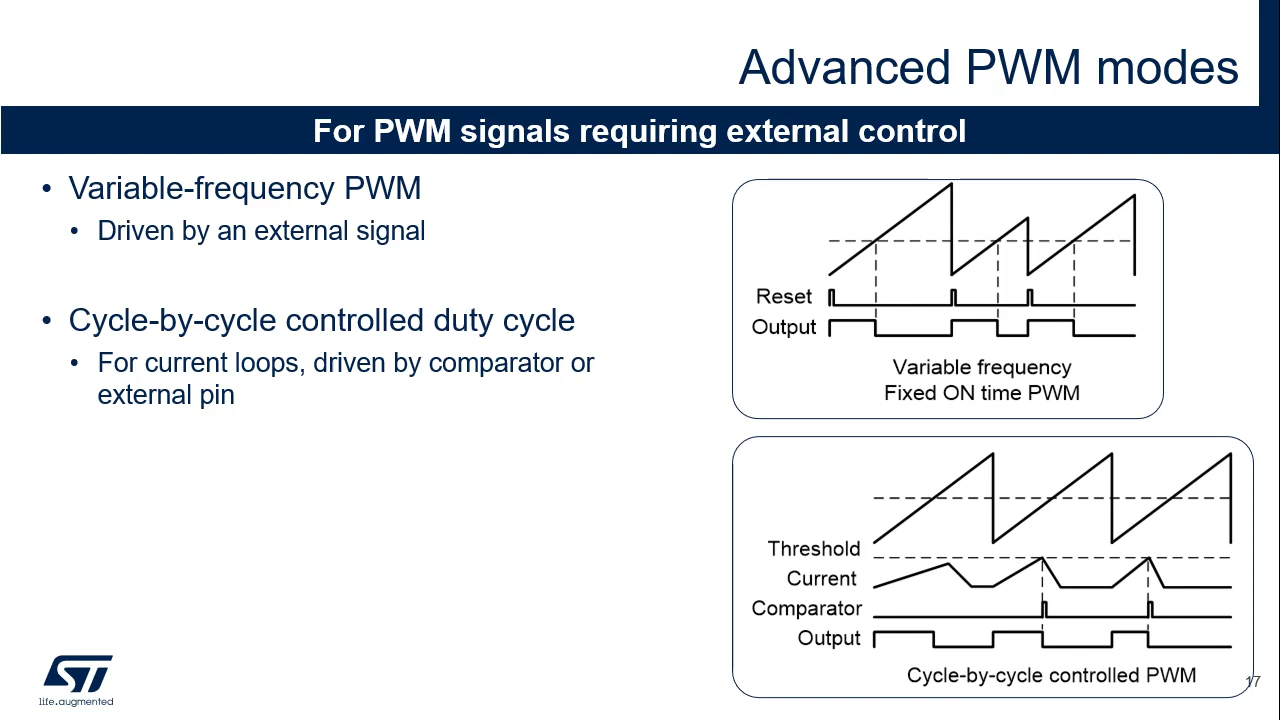 Advanced PWM modes
For PWM signals requiring external control
• Variable-frequency PWM
• Driven by an external signal
• Cycle-by-cycle controlled duty cycle
• For current loops, driven by comparator or
external pin
Reset
Output
Variable frequency
Fixed ON time PWM
Threshold
Current
Comparator
Output
Cycle-by-cycle controlled PWM
ST
life.augmented
17